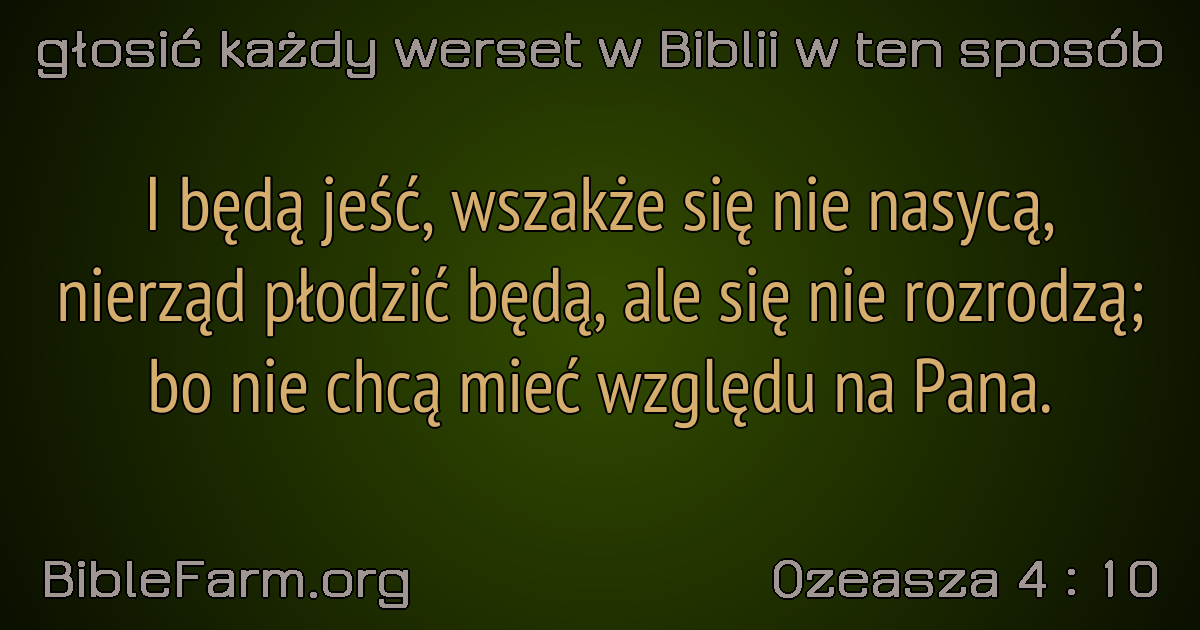 głosić każdy werset w Biblii w ten sposób
I będą jeść, wszakże się nie nasycą,
nierząd płodzić będą, ale się nie rozrodzą;
bo nie chcą mieć względu na Pana.
BibleFarm.org
Ozeasza 4 : 10